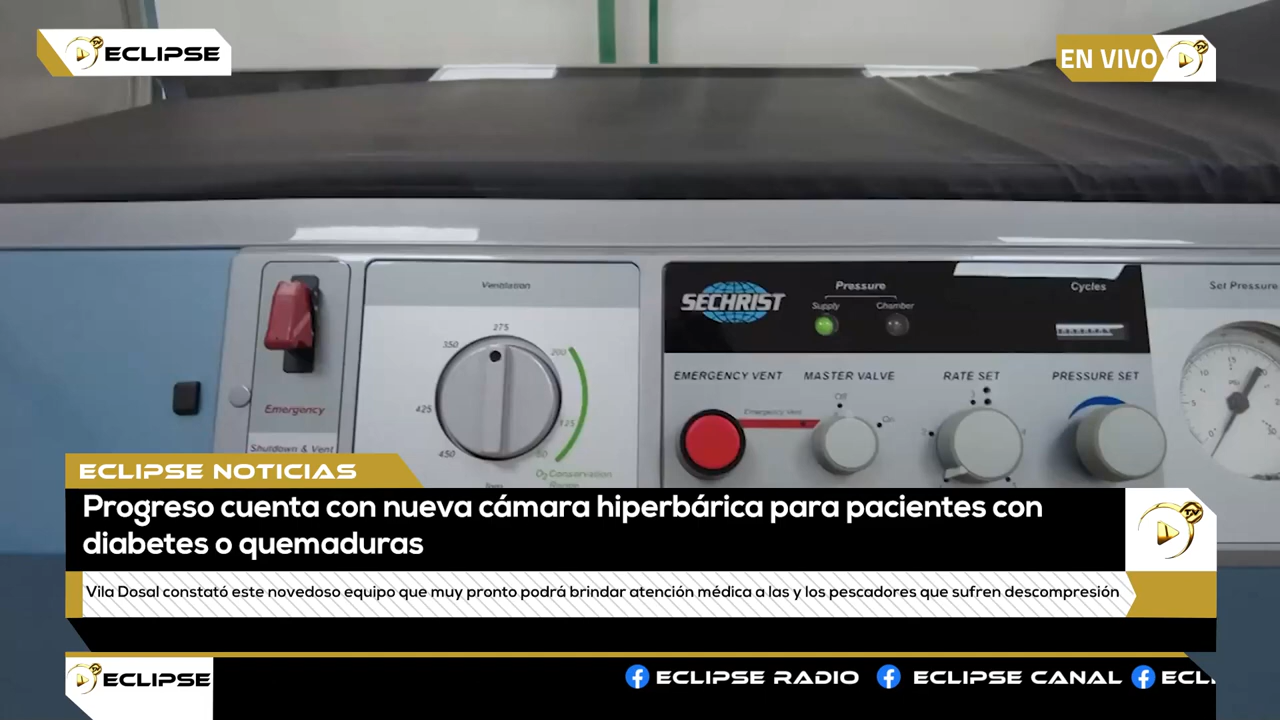 ECLIPSE
EN VIVO
Ventilation
275
350
200
425
125
450
O₂ Conservation
Emergency
Shutdown & Vent
SECHRIST
Pressure
Supply
Chamber
Cycles
Set Pressure
EMERGENCY VENT
MASTER VALVE
RATE SET
PRESSURE SET
Emergency Vent
Off
On
ECLIPSE NOTICIAS
Progreso cuenta con nueva cámara hiperbárica para pacientes con
diabetes o quemaduras
Vila Dosal constató este novedoso equipo que muy pronto podrá brindar atención médica a las y los pescadores que sufren descompresión
ECLIPSE
ECLIPSE RADIO
ECLIPSE CANAL
ECL